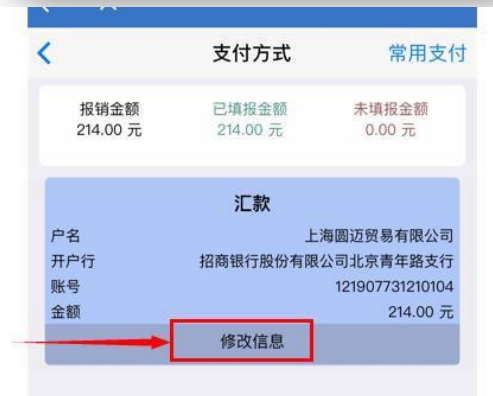 支付方式 常用支付
报销金额 已填报金额 未填报金额
214.00 元 214.00 元 0.00 元
汇款
户名 上海圆迈贸易有限公司
开户行 招商银行股份有限公司北京青年路支行
账号 121907731210104
金额 214.00 元
修改信息